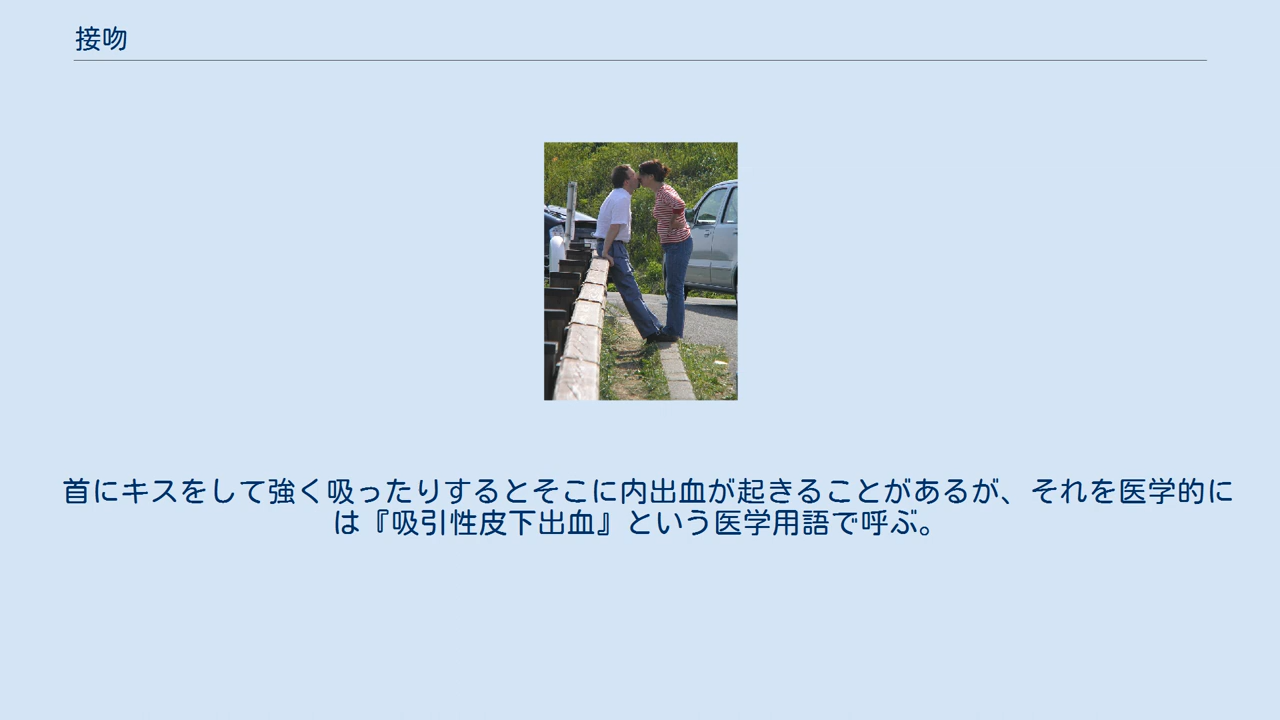 接吻
首にキスをして強く吸ったりするとそこに内出血が起きることがあるが、それを医学的に
は『吸引性皮下出血』という医学用語で呼ぶ。